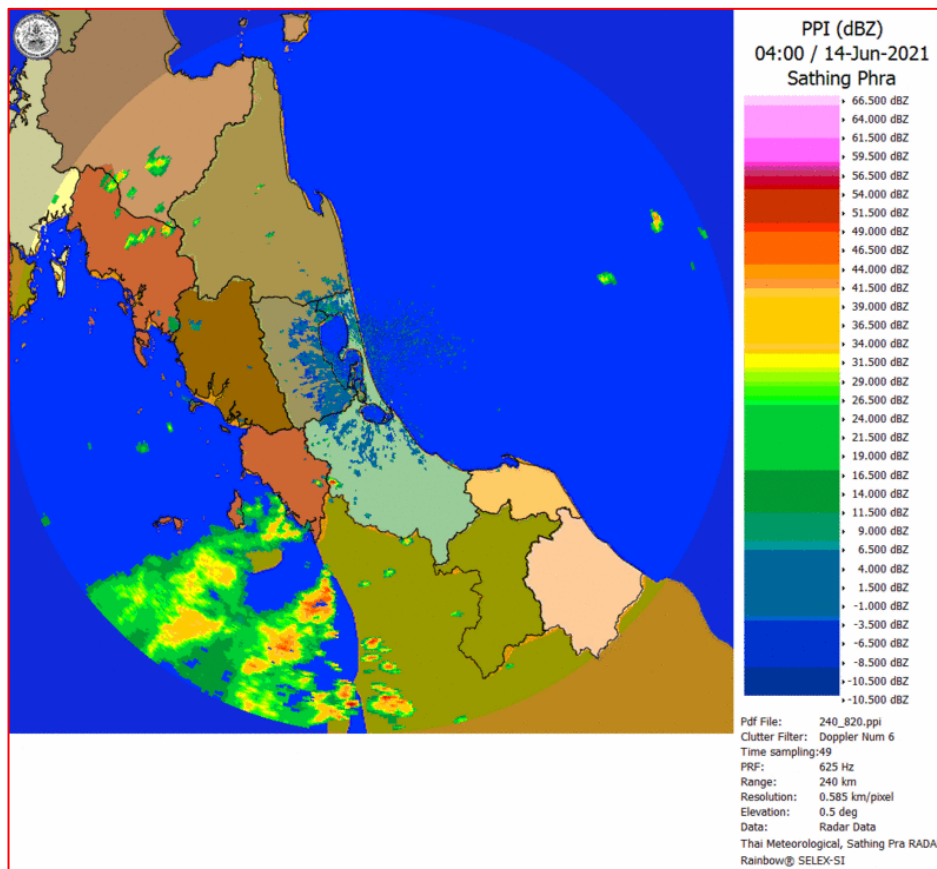 PPI (dBZ)
04:00 / 14-Jun-2021
Sathing Phra
66.500 dBZ
64.000 dBZ
61.500 dBZ
59.500 dBZ
56.500 dBZ
54.000 dBZ
51.500 dBZ
49.000 dBZ
46.500 dBZ
44.000 dBZ
41.500 dBZ
39.000 dBZ
36.500 dBZ
34.000 dBZ
31.500 dBZ
29.000 dBZ
26.500 dBZ
24.000 dBZ
21.500 dBZ
19.000 dBZ
16.500 dBZ
14.000 dBZ
11.500 dBZ
9.000 dBZ
6.500 dBZ
4.000 dBZ
1.500 dBZ
-1.000 dBZ
-3.500 dBZ
-6.500 dBZ
-8.500 dBZ
-10.500 dBZ
-10.500 dBZ
Pdf File: 240_820.ppi
Clutter Filter: Doppler Num 6
Time sampling:49
PRF: 625 Hz
Range: 240 km
Resolution: 0.585 km/pixel
Elevation: 0.5 deg
Data: Radar Data
Thai Meteorological, Sathing Pra RADA
Rainbow® SELEX-SI